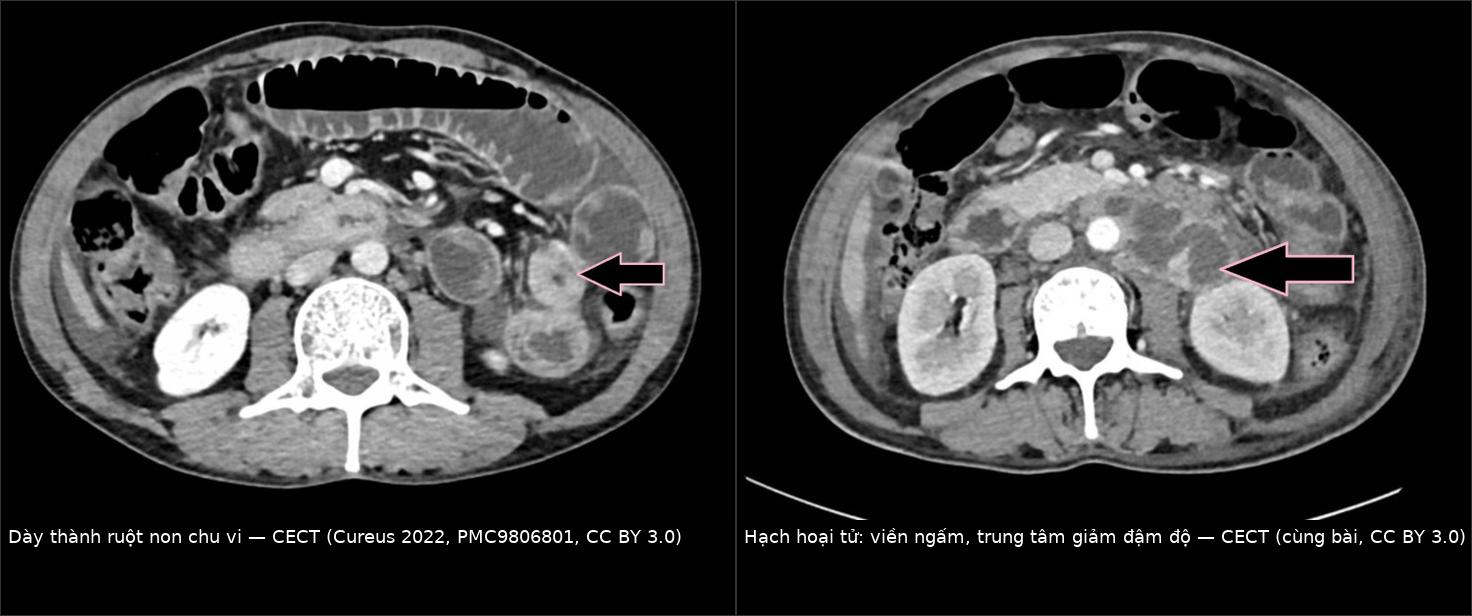 Dày thành ruột non chu vi — CECT (Cureus 2022, PMC9806801, CC BY 3.0)
Hạch hoại tử: viền ngấm, trung tâm giảm đậm độ — CECT (cùng bài, CC BY 3.0)